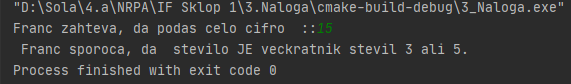 "D:\Sola\4.a\NRPA\IF Sklop 1\3.Naloga\cmake-build-debug\3_Naloga.exe"
Franc zahteva, da podas celo cifro  ::15
 Franc sporoca, da  stevilo JE veckratnik stevil 3 ali 5.
Process finished with exit code 0